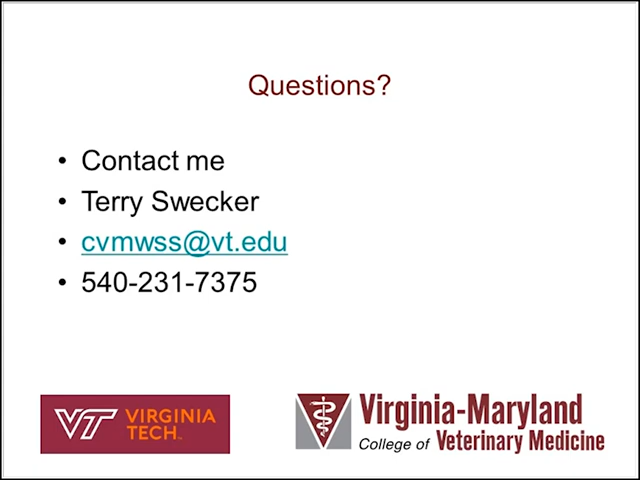 Questions?
• Contact me
• Terry Swecker
• cvmwss@vt.edu
• 540-231-7375
VT VIRGINIA
TECH™
Virginia-Maryland
College of Veterinary Medicine